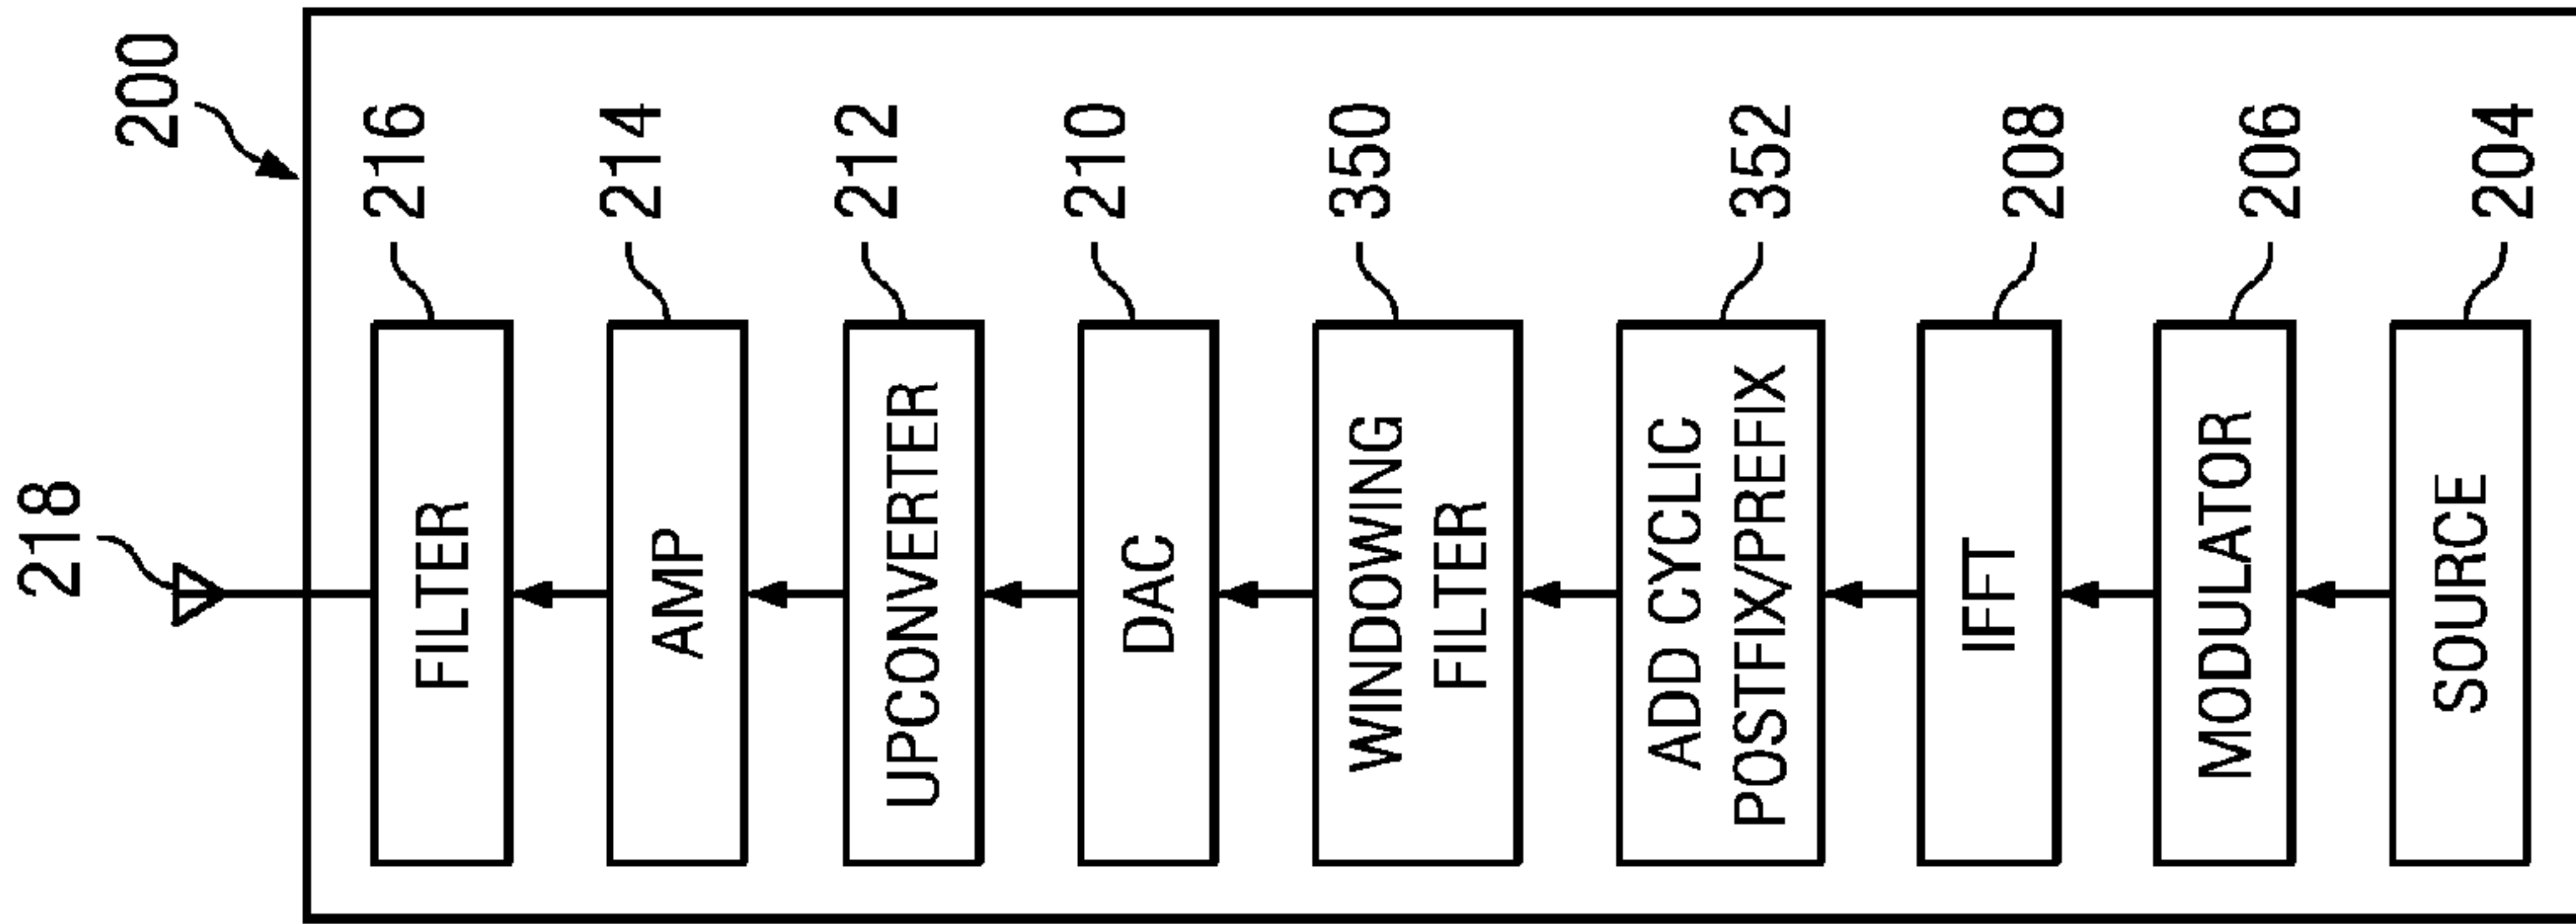 200
218
216
FILTER
214
AMP
212
UPCONVERTER
210
DAC
350
WINDOWING
FILTER
352
ADD CYCLIC
POSTFIX/PREFIX
208
IFFT
206
MODULATOR
204
SOURCE